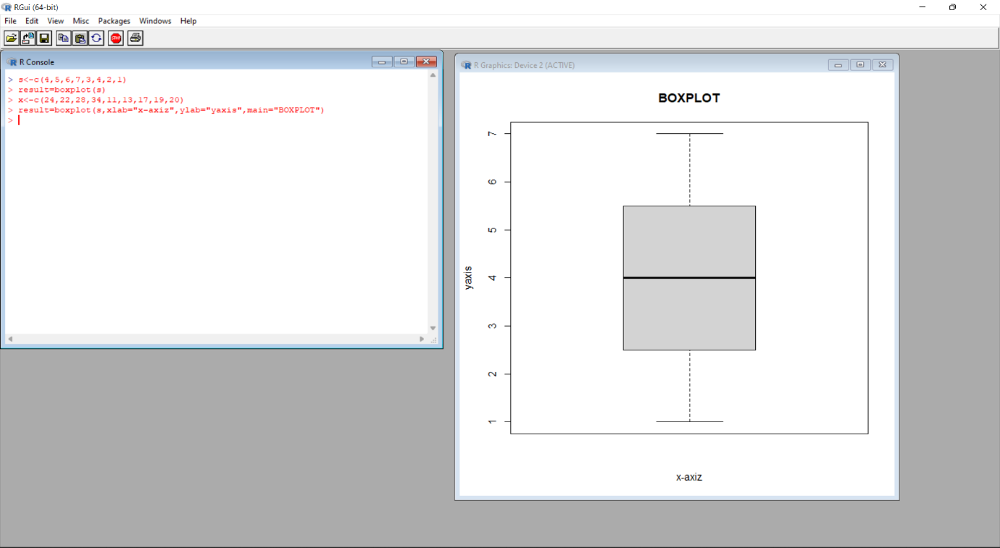 RGui (64-bit)
File Edit View Misc Packages Windows Help
STOP
R Console
> s<-c(4,5,6,7,3,4,2,1)
> result=boxplot(s)
> x<-c(24,22,28,34,11,13,17,19,20)
> result=boxplot(s,xlab="x-axiz",ylab="yaxis",main="BOXPLOT")
>
R Graphics: Device 2 (ACTIVE)
BOXPLOT
7
6
5
4
3
2
1
yaxis
x-axiz